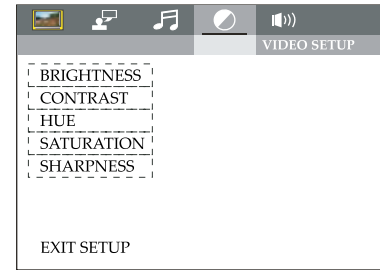 VIDEO SETUP
BRIGHTNESS
CONTRAST
HUE
SATURATION
SHARPNESS
EXIT SETUP